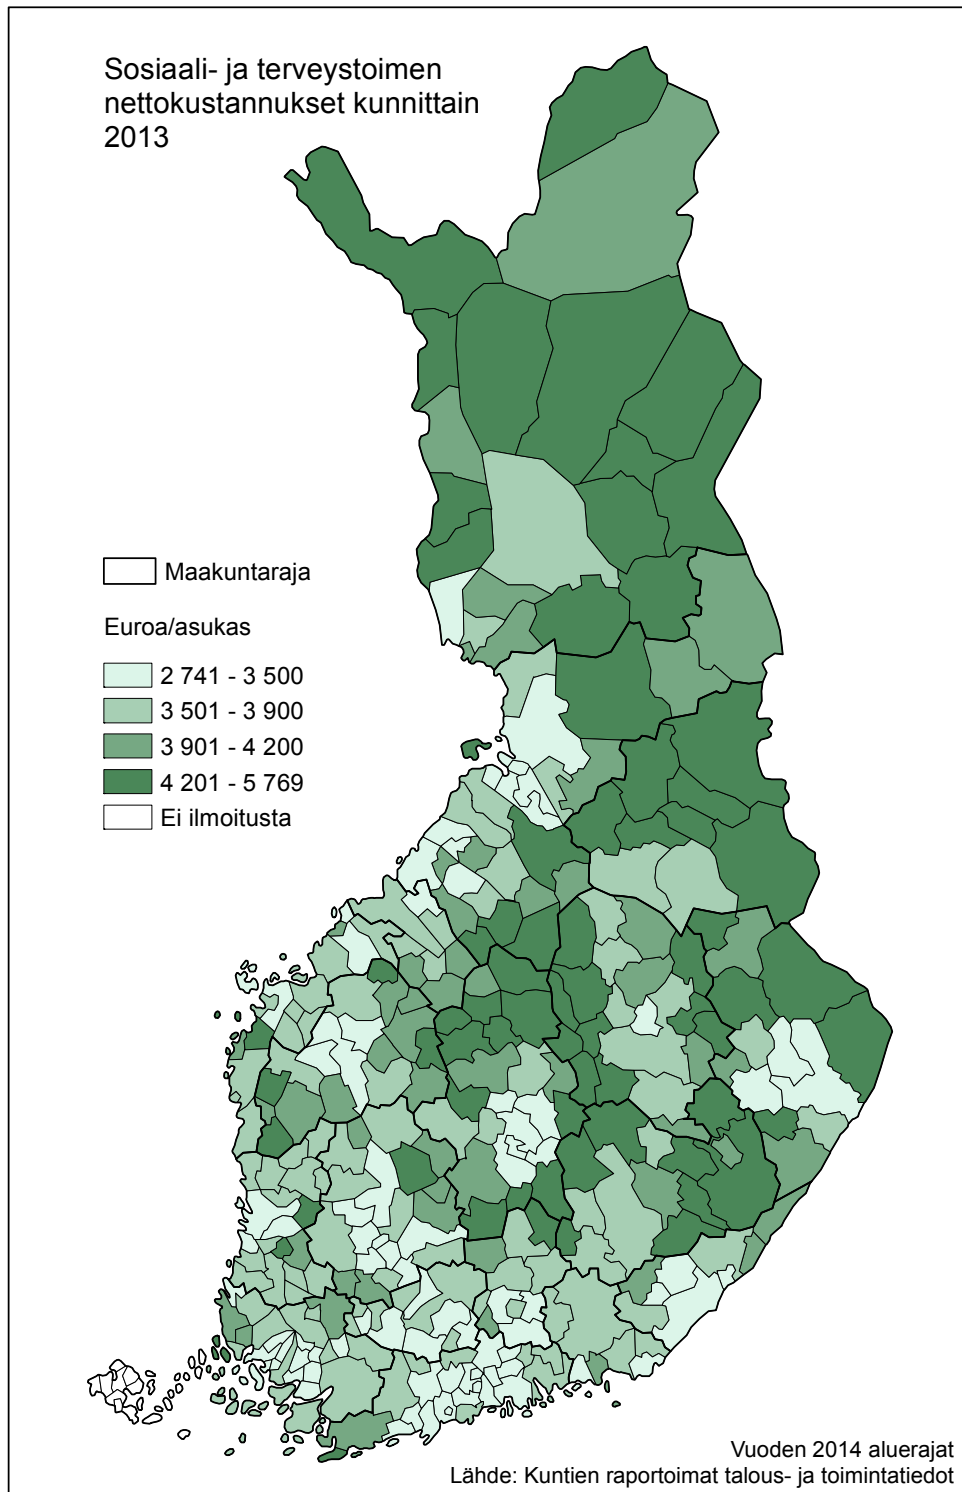 Sosiaali- ja terveystoimen
nettokustannukset kunnittain
2013
Maakuntaraja
Euroa/asukas
2 741 - 3 500
3 501 - 3 900
3 901 - 4 200
4 201 - 5 769
Ei ilmoitusta
Vuoden 2014 aluerajat
Lähde: Kuntien raportoimat talous- ja toimintatiedot